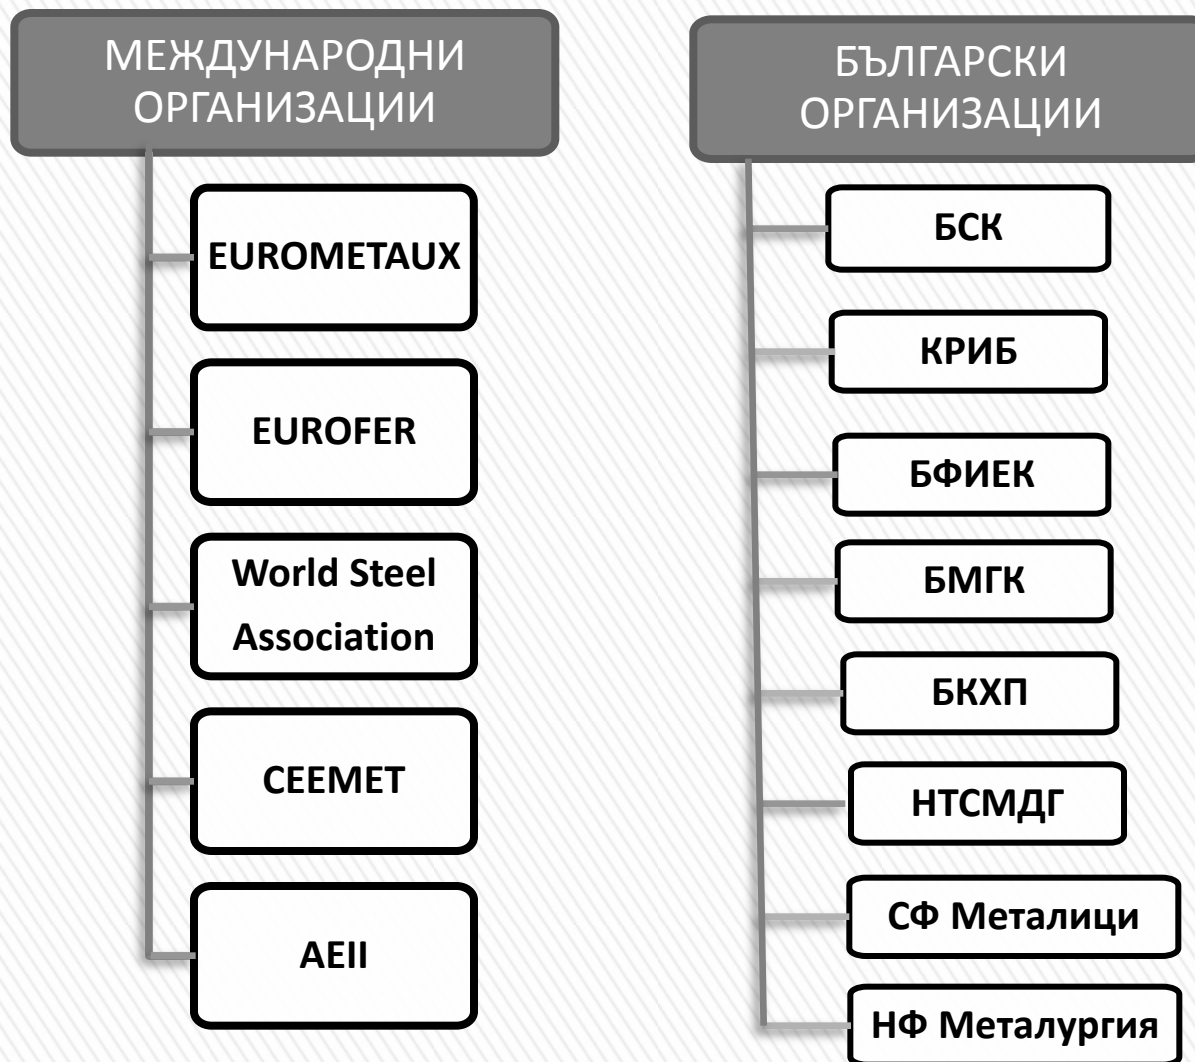 МЕЖДУНАРОДНИ
ОРГАНИЗАЦИИ
EUROMETAUX
EUROFER
World Steel
Association
CEEMET
AEII
БЪЛГАРСКИ
ОРГАНИЗАЦИИ
БСК
КРИБ
БФИЕК
БМГК
БКХП
НТСМДГ
СФ Металици
НФ Металургия